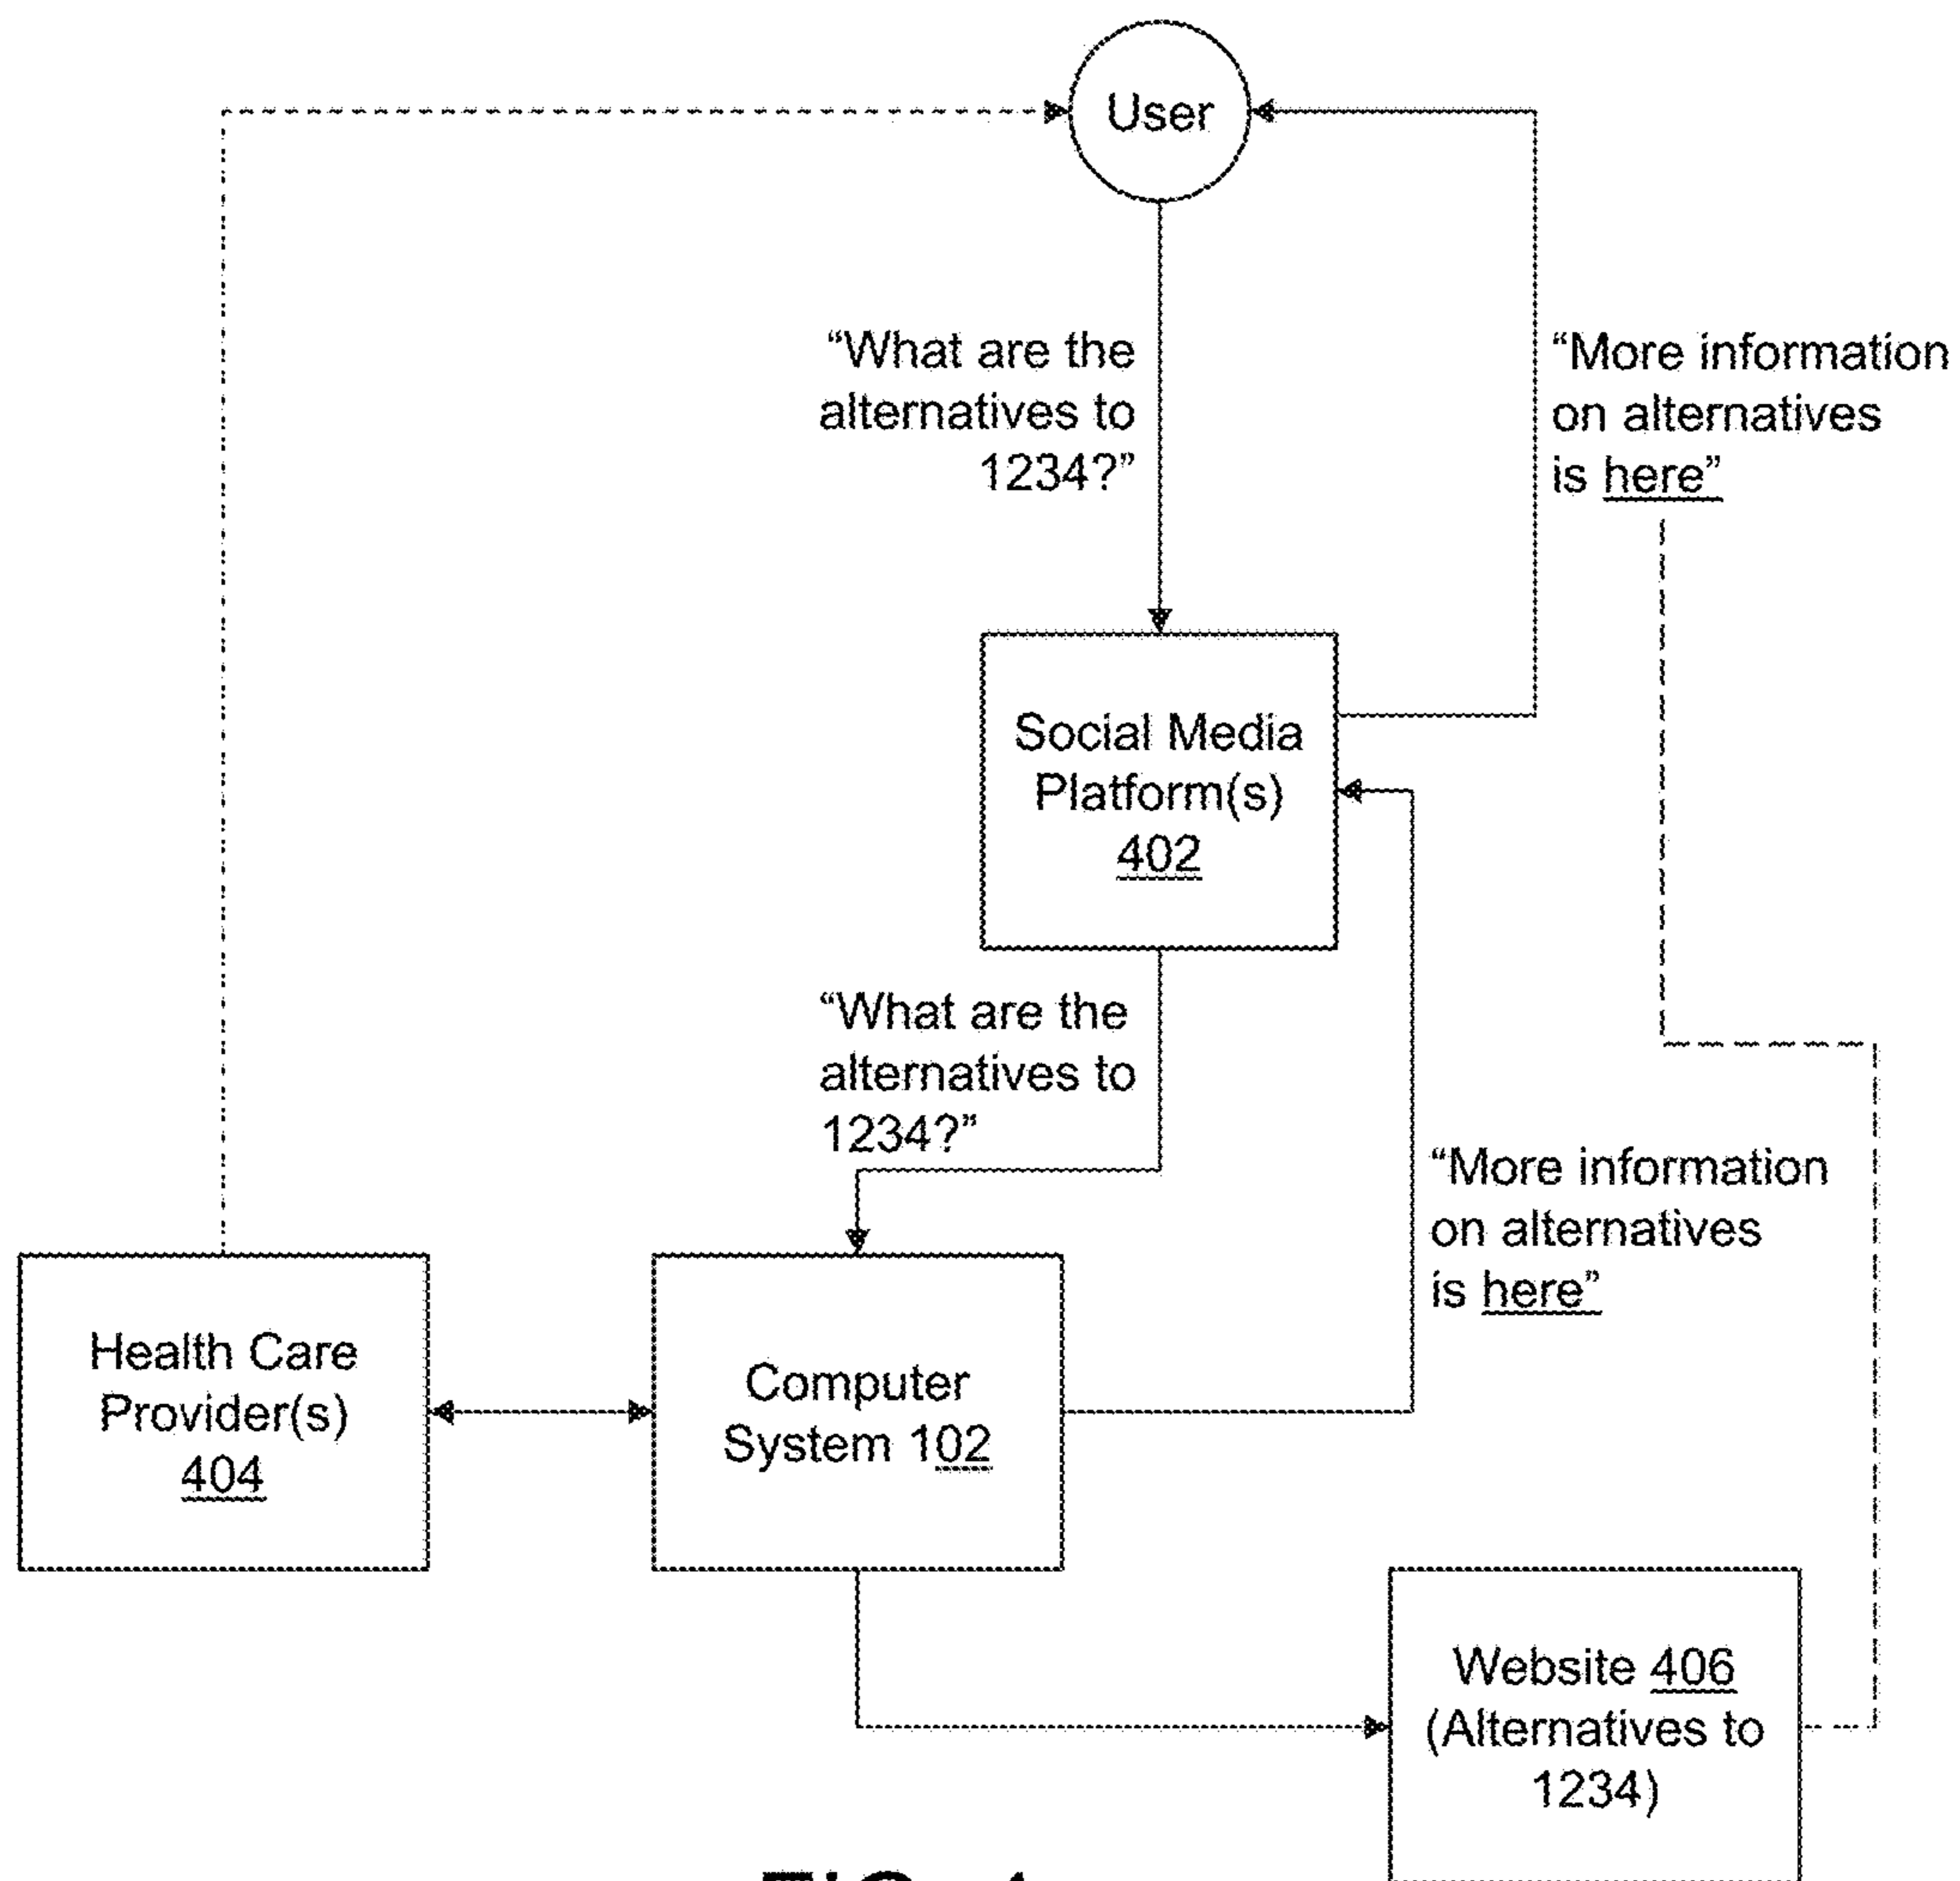 User
“What are the
alternatives to
1234?”
“More information
on alternatives
is here”
Social Media
Platform(s)
402
“What are the
alternatives to
1234?”
“More information
on alternatives
is here”
Health Care
Provider(s)
404
Computer
System 102
Website 406
(Alternatives to
1234)